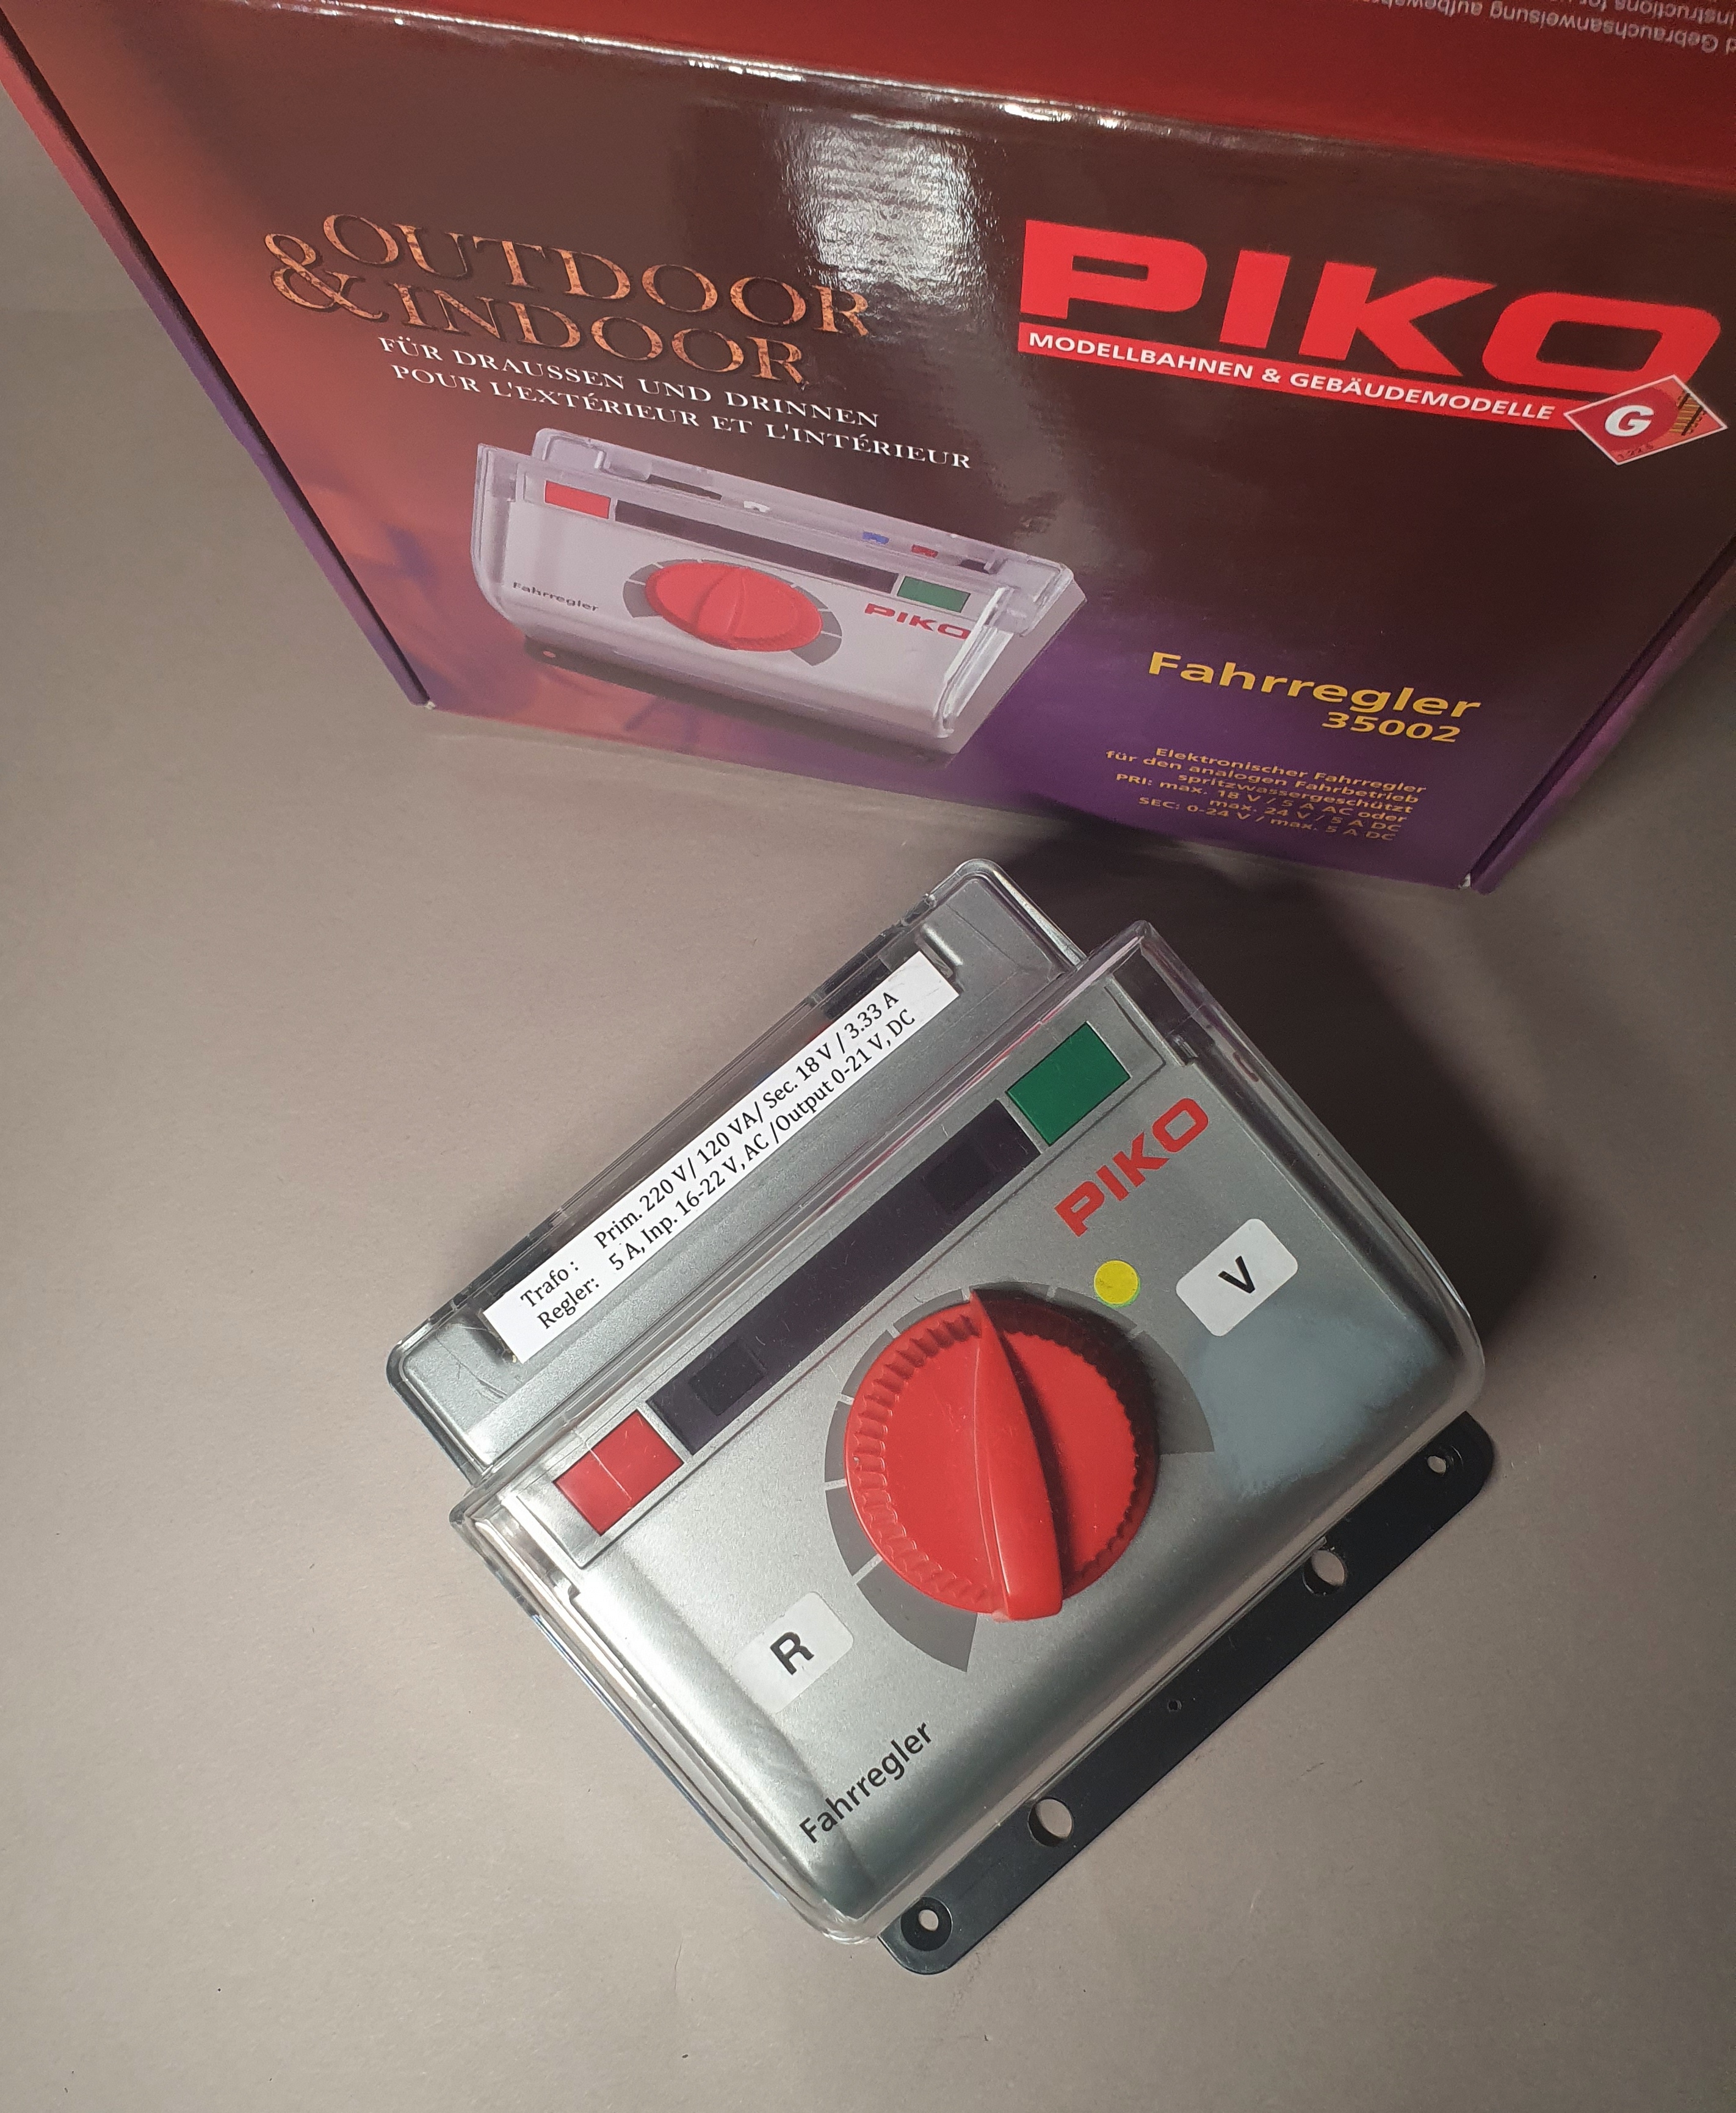 Gebrauchsanweisung
OUTDOOR
& INDOOR
FÜR DRAUSSEN UND DRINNEN
POUR L'EXTÉRIEUR ET L'INTÉRIEUR
PIKO
MODELLBAHNEN & GEBÄUDEMODELLE
G
Fahrregler
PIKO
Fahrregler
35002
Elektronischer Fahrregler
für den analogen Fahrbetrieb
spritzwassergeschützt
PRI: max. 18 V / 5 A AC oder
max. 24 V / 5 A DC
SEC: 0-24 V / max. 5 A DC
Trafo : Prim. 220 V/ 120 VA/ Sec. 18 V / 3.33 A
Regler: 5 A, Inp. 16-22 V, AC /Output 0-21 V, DC
PIKO
V
R
Fahrregler